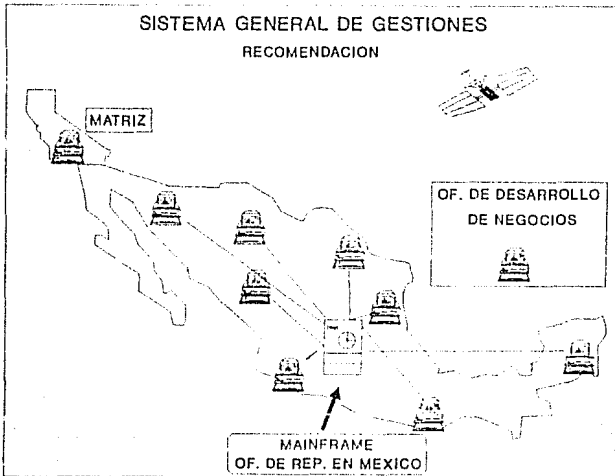 SISTEMA GENERAL DE GESTIONES
RECOMENDACION
MATRIZ
OF. DE DESARROLLO
DE NEGOCIOS
MAINFRAME
OF. DE REP. EN MEXICO